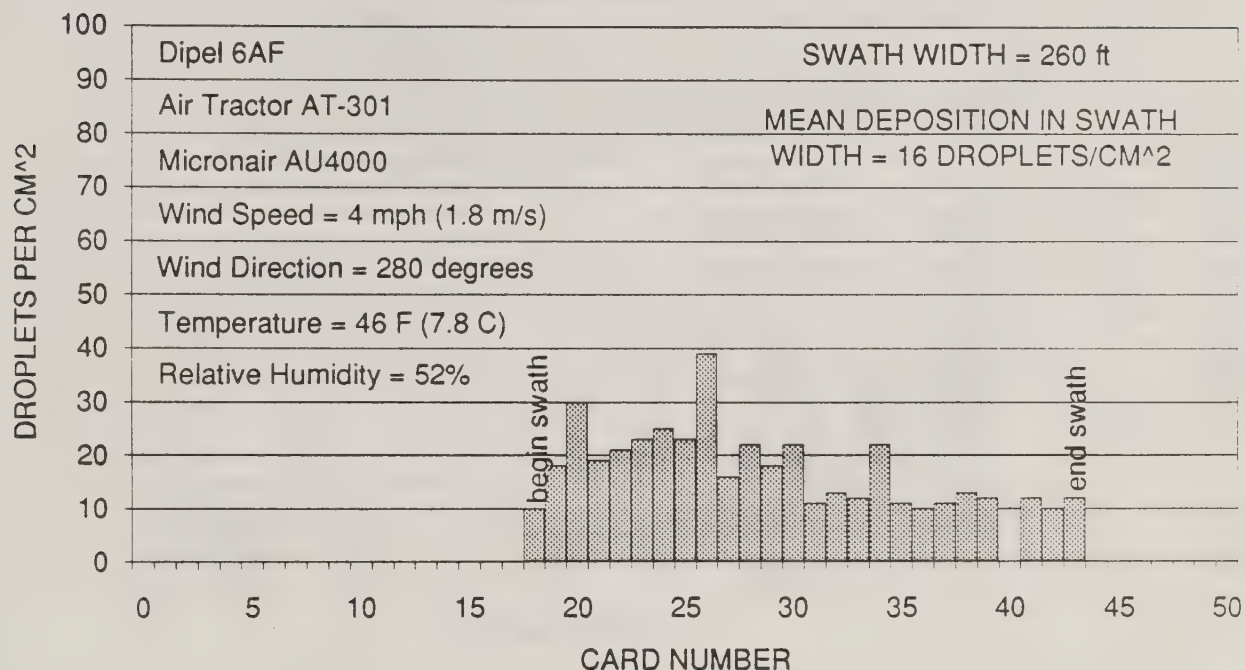 100
90
80
70
60
50
40
30
20
10
0
DROPLETS PER CM^2
Dipel 6AF
SWATH WIDTH = 260 ft
Air Tractor AT-301
MEAN DEPOSITION IN SWATH
Micronair AU4000
WIDTH = 16 DROPLETS/CM^2
Wind Speed = 4 mph (1.8 m/s)
Wind Direction = 280 degrees
Temperature = 46 F (7.8 C)
Relative Humidity = 52%
begin swath
end swath
0 5 10 15 20 25 30 35 40 45 50
CARD NUMBER